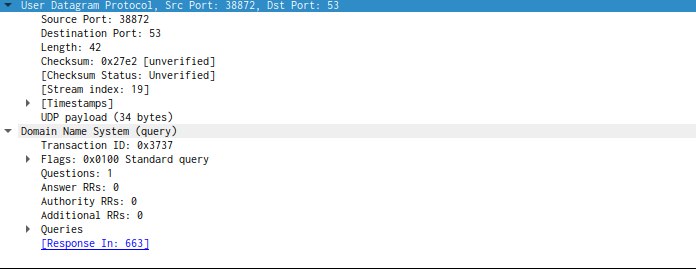 User Datagram Protocol, Src Port: 38872, Dst Port: 53
Source Port: 38872
Destination Port: 53
Length: 42
Checksum: 0x27e2 [unverified]
[Checksum Status: Unverified]
[Stream index: 19]
[Timestamps]
UDP payload (34 bytes)
Domain Name System (query)
Transaction ID: 0x3737
Flags: 0x0100 Standard query
Questions: 1
Answer RRs: 0
Authority RRs: 0
Additional RRs: 0
Queries
[Response In: 663]